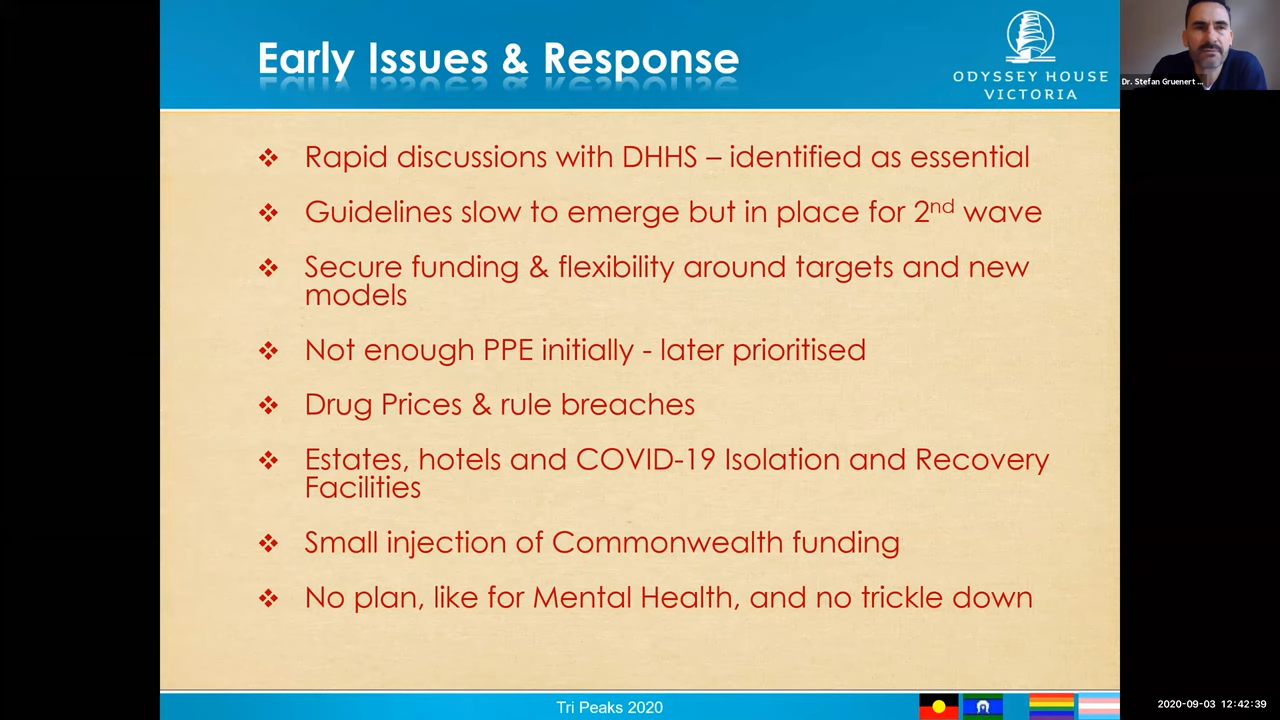 Early Issues & Response
ODYSSEY HOUSE
VICTORIA
Dr. Stefan Gruenert ...
❖ Rapid discussions with DHHS – identified as essential
❖ Guidelines slow to emerge but in place for 2nd wave
❖ Secure funding & flexibility around targets and new
models
❖ Not enough PPE initially - later prioritised
❖ Drug Prices & rule breaches
❖ Estates, hotels and COVID-19 Isolation and Recovery
Facilities
❖ Small injection of Commonwealth funding
❖ No plan, like for Mental Health, and no trickle down
Tri Peaks 2020
2020-09-03 12:42:39